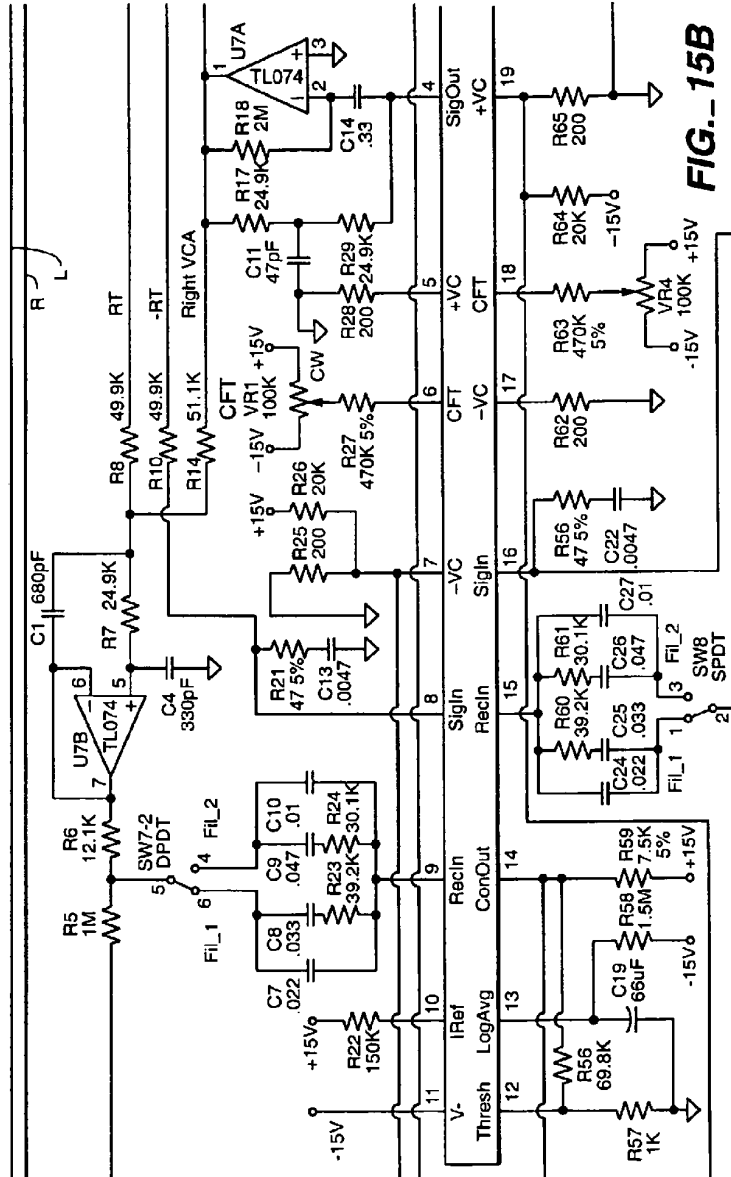 R
L
RT
-RT
Right VCA
U7A
TL074
1
2
3
−
+
R18
2M
R17
24.9K
C14
.33
C11
47pF
R29
24.9K
R28
200
R8
49.9K
R10
49.9K
R14
51.1K
CFT
VR1
100K
+15V
−15V
CW
R27
470K 5%
R26
20K
+15V
R25
200
C1
680pF
R7
24.9K
U7B
TL074
6
5
7
−
+
C4
330pF
R21
47 5%
C13
.0047
R6
12.1K
R5
1M
SW7-2
DPDT
5
4
6
Fil_2
Fil_1
C10
.01
R24
30.1K
C9
.047
R23
39.2K
C8
.033
C7
.022
+15V
R22
150K
-15V
11
V-
10
IRef
9
RecIn
8
SigIn
7
−VC
6
CFT
5
+VC
4
SigOut
12
Thresh
13
LogAvg
14
ConOut
15
RecIn
16
SigIn
17
−VC
18
CFT
19
+VC
R57
1K
R56
69.8K
C19
66uF
-15V
R58
1.5M
R59
7.5K
5%
+15V
C24
.022
C25
.033
R60
39.2K
C26
.047
R61
30.1K
C27
.01
Fil_1
Fil_2
1
3
2
SW8
SPDT
R56
47 5%
C22
.0047
R62
200
R63
470K
5%
-15V
VR4
100K
+15V
R64
20K
−15V
R65
200
FIG._15B